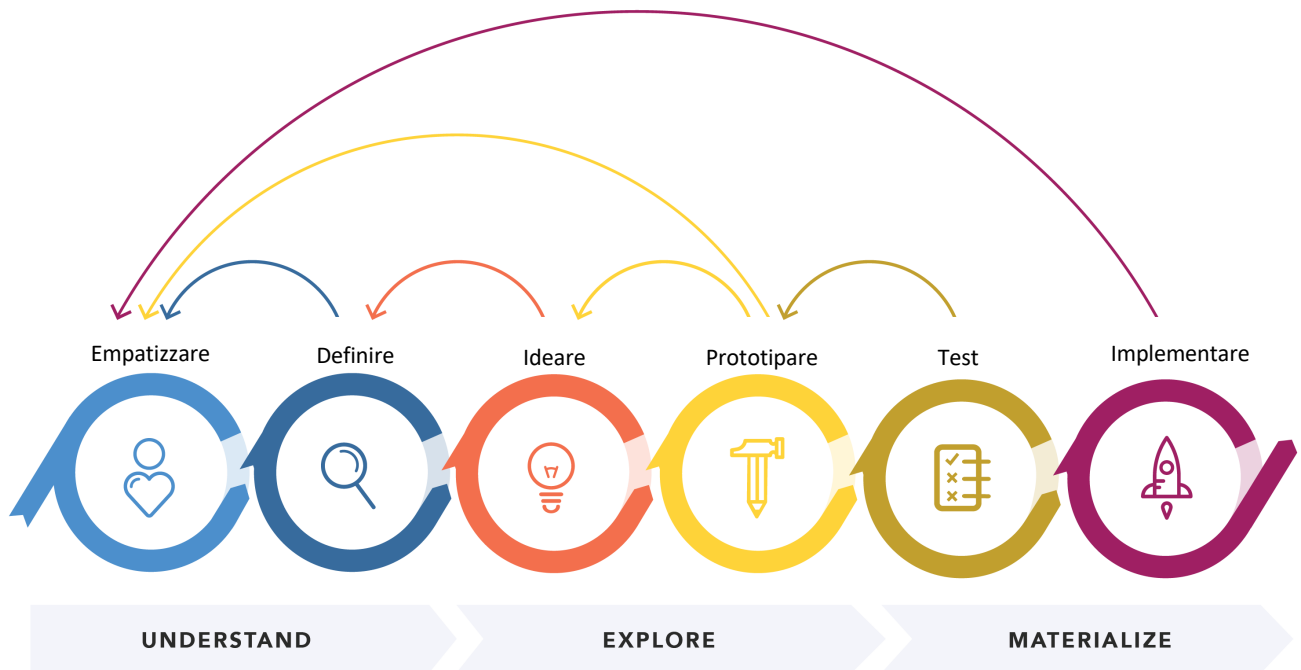 Empatizzare
Definire
Ideare
Prototipare
Test
Implementare
UNDERSTAND
EXPLORE
MATERIALIZE